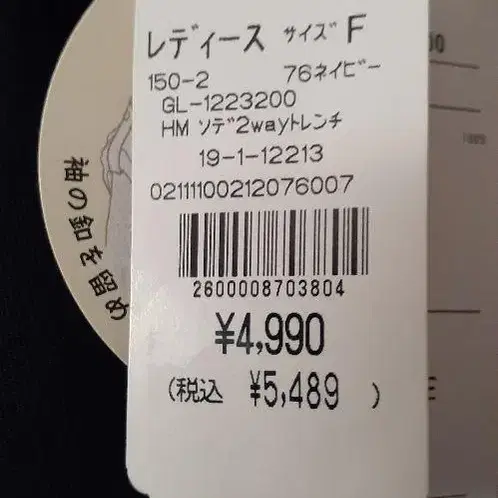 レディース サイズ F
150-2 76ネイビー
GL-1223200
HM ソデ2wayトレンチ
19-1-12213
02111100212076007
2600008703804
¥4,990
(税込 ¥5,489 )
袖の釦を留め
00
E